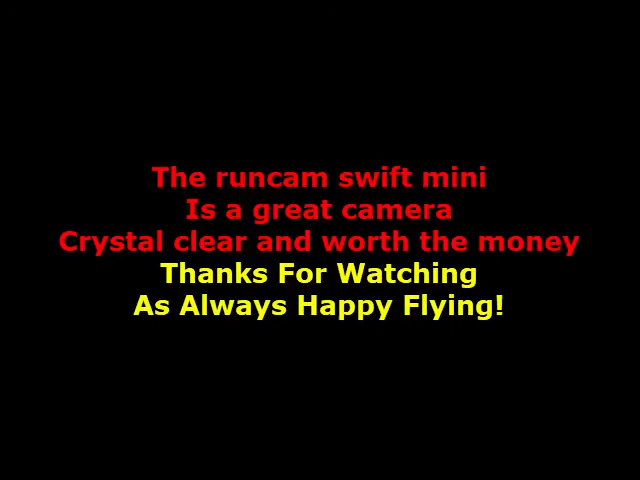 The runcam swift mini
Is a great camera
Crystal clear and worth the money
Thanks For Watching
As Always Happy Flying!